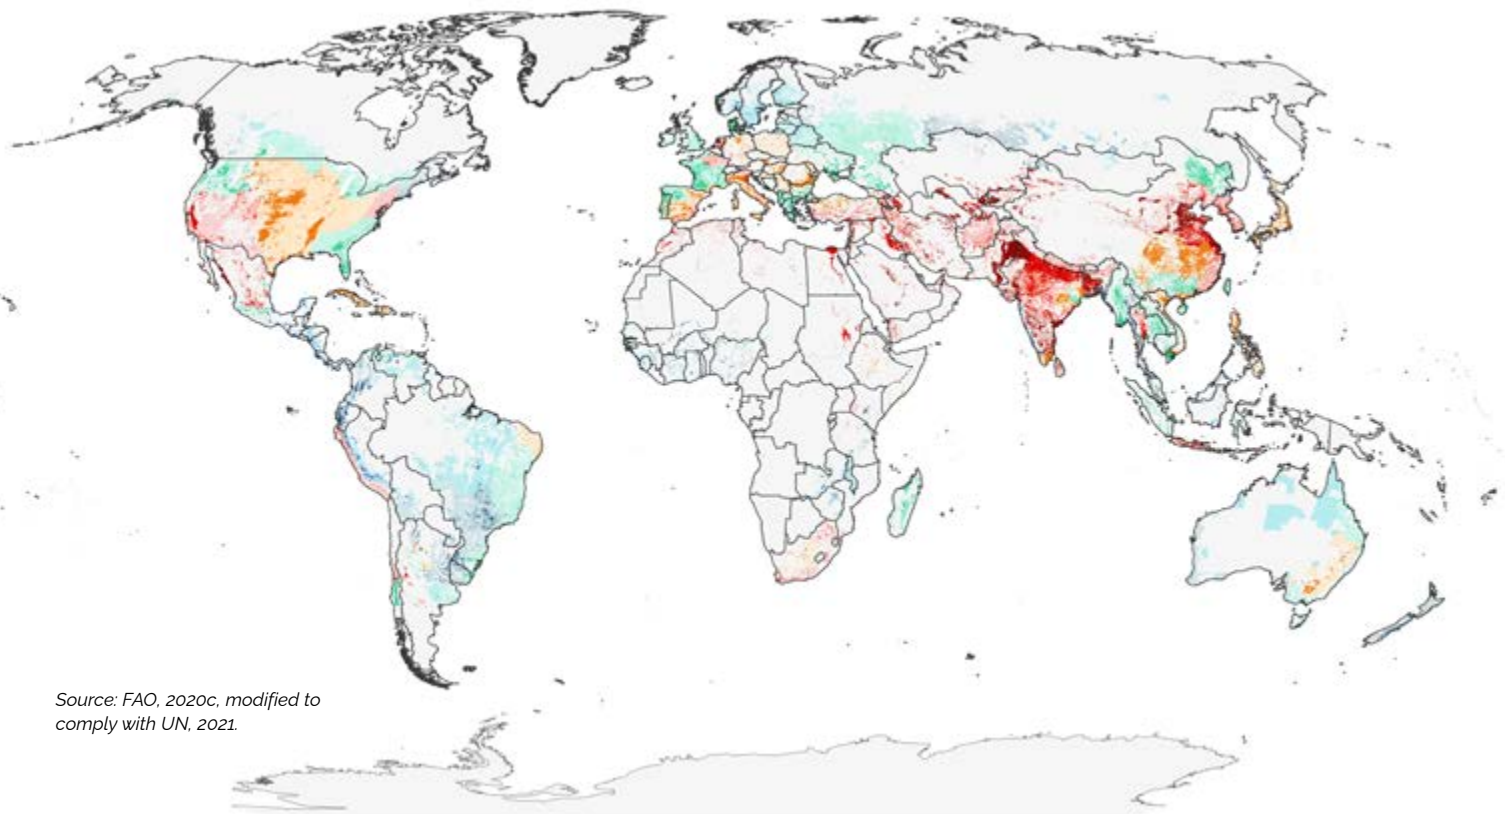 Source: FAO, 2020c, modified to
comply with UN, 2021.